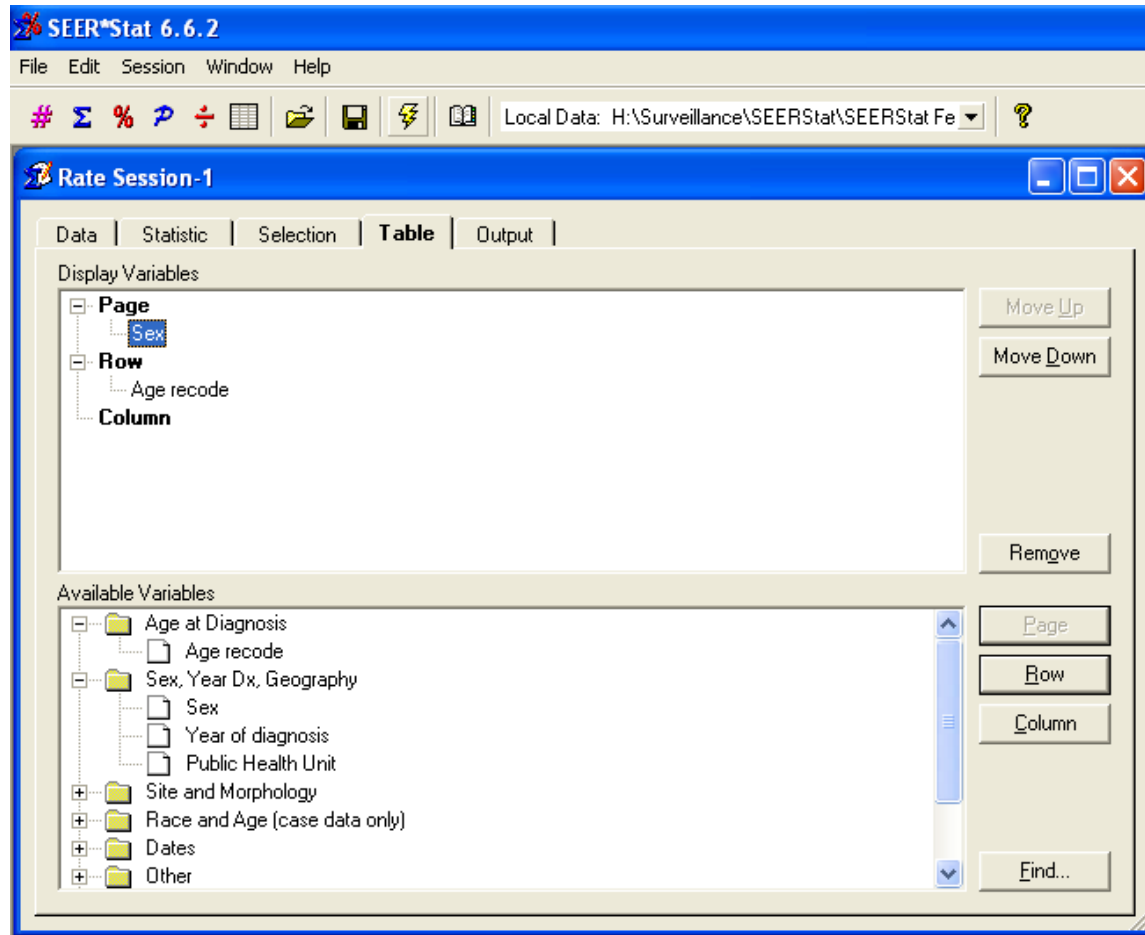 SEER*Stat 6.6.2
File Edit Session Window Help
# Σ % P ÷ Local Data: H:\Surveillance\SEERStat\SEERStat Fe ?
Rate Session-1
Data Statistic Selection Table Output
Display Variables
Page
Sex
Row
Age recode
Column
Move Up
Move Down
Remove
Available Variables
Age at Diagnosis
Age recode
Sex, Year Dx, Geography
Sex
Year of diagnosis
Public Health Unit
Site and Morphology
Race and Age (case data only)
Dates
Other
Page
Row
Column
Find...